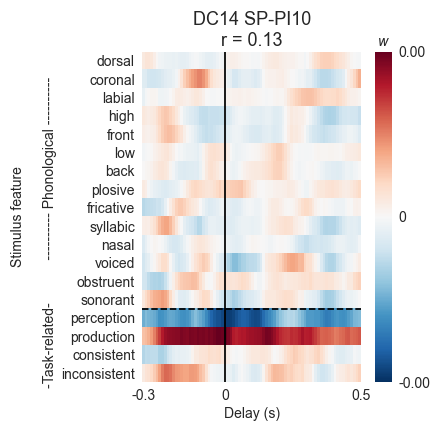 DC14 SP-PI10
r = 0.13
w
dorsal
coronal
labial
high
front
low
back
plosive
fricative
syllabic
nasal
voiced
obstruent
sonorant
perception
production
consistent
inconsistent
Stimulus feature
-Task-related- ---------- Phonological ----------
0.00
0
-0.00
-0.3 0 0.5
Delay (s)